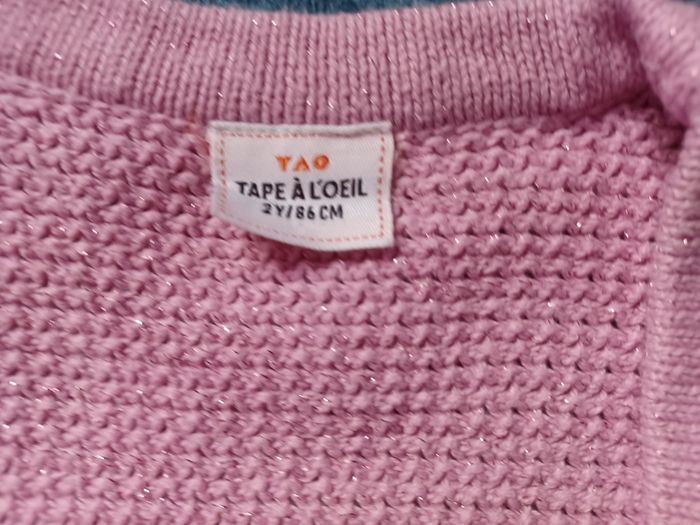 TAO
TAPE À L'OEIL
2Y/86 CM